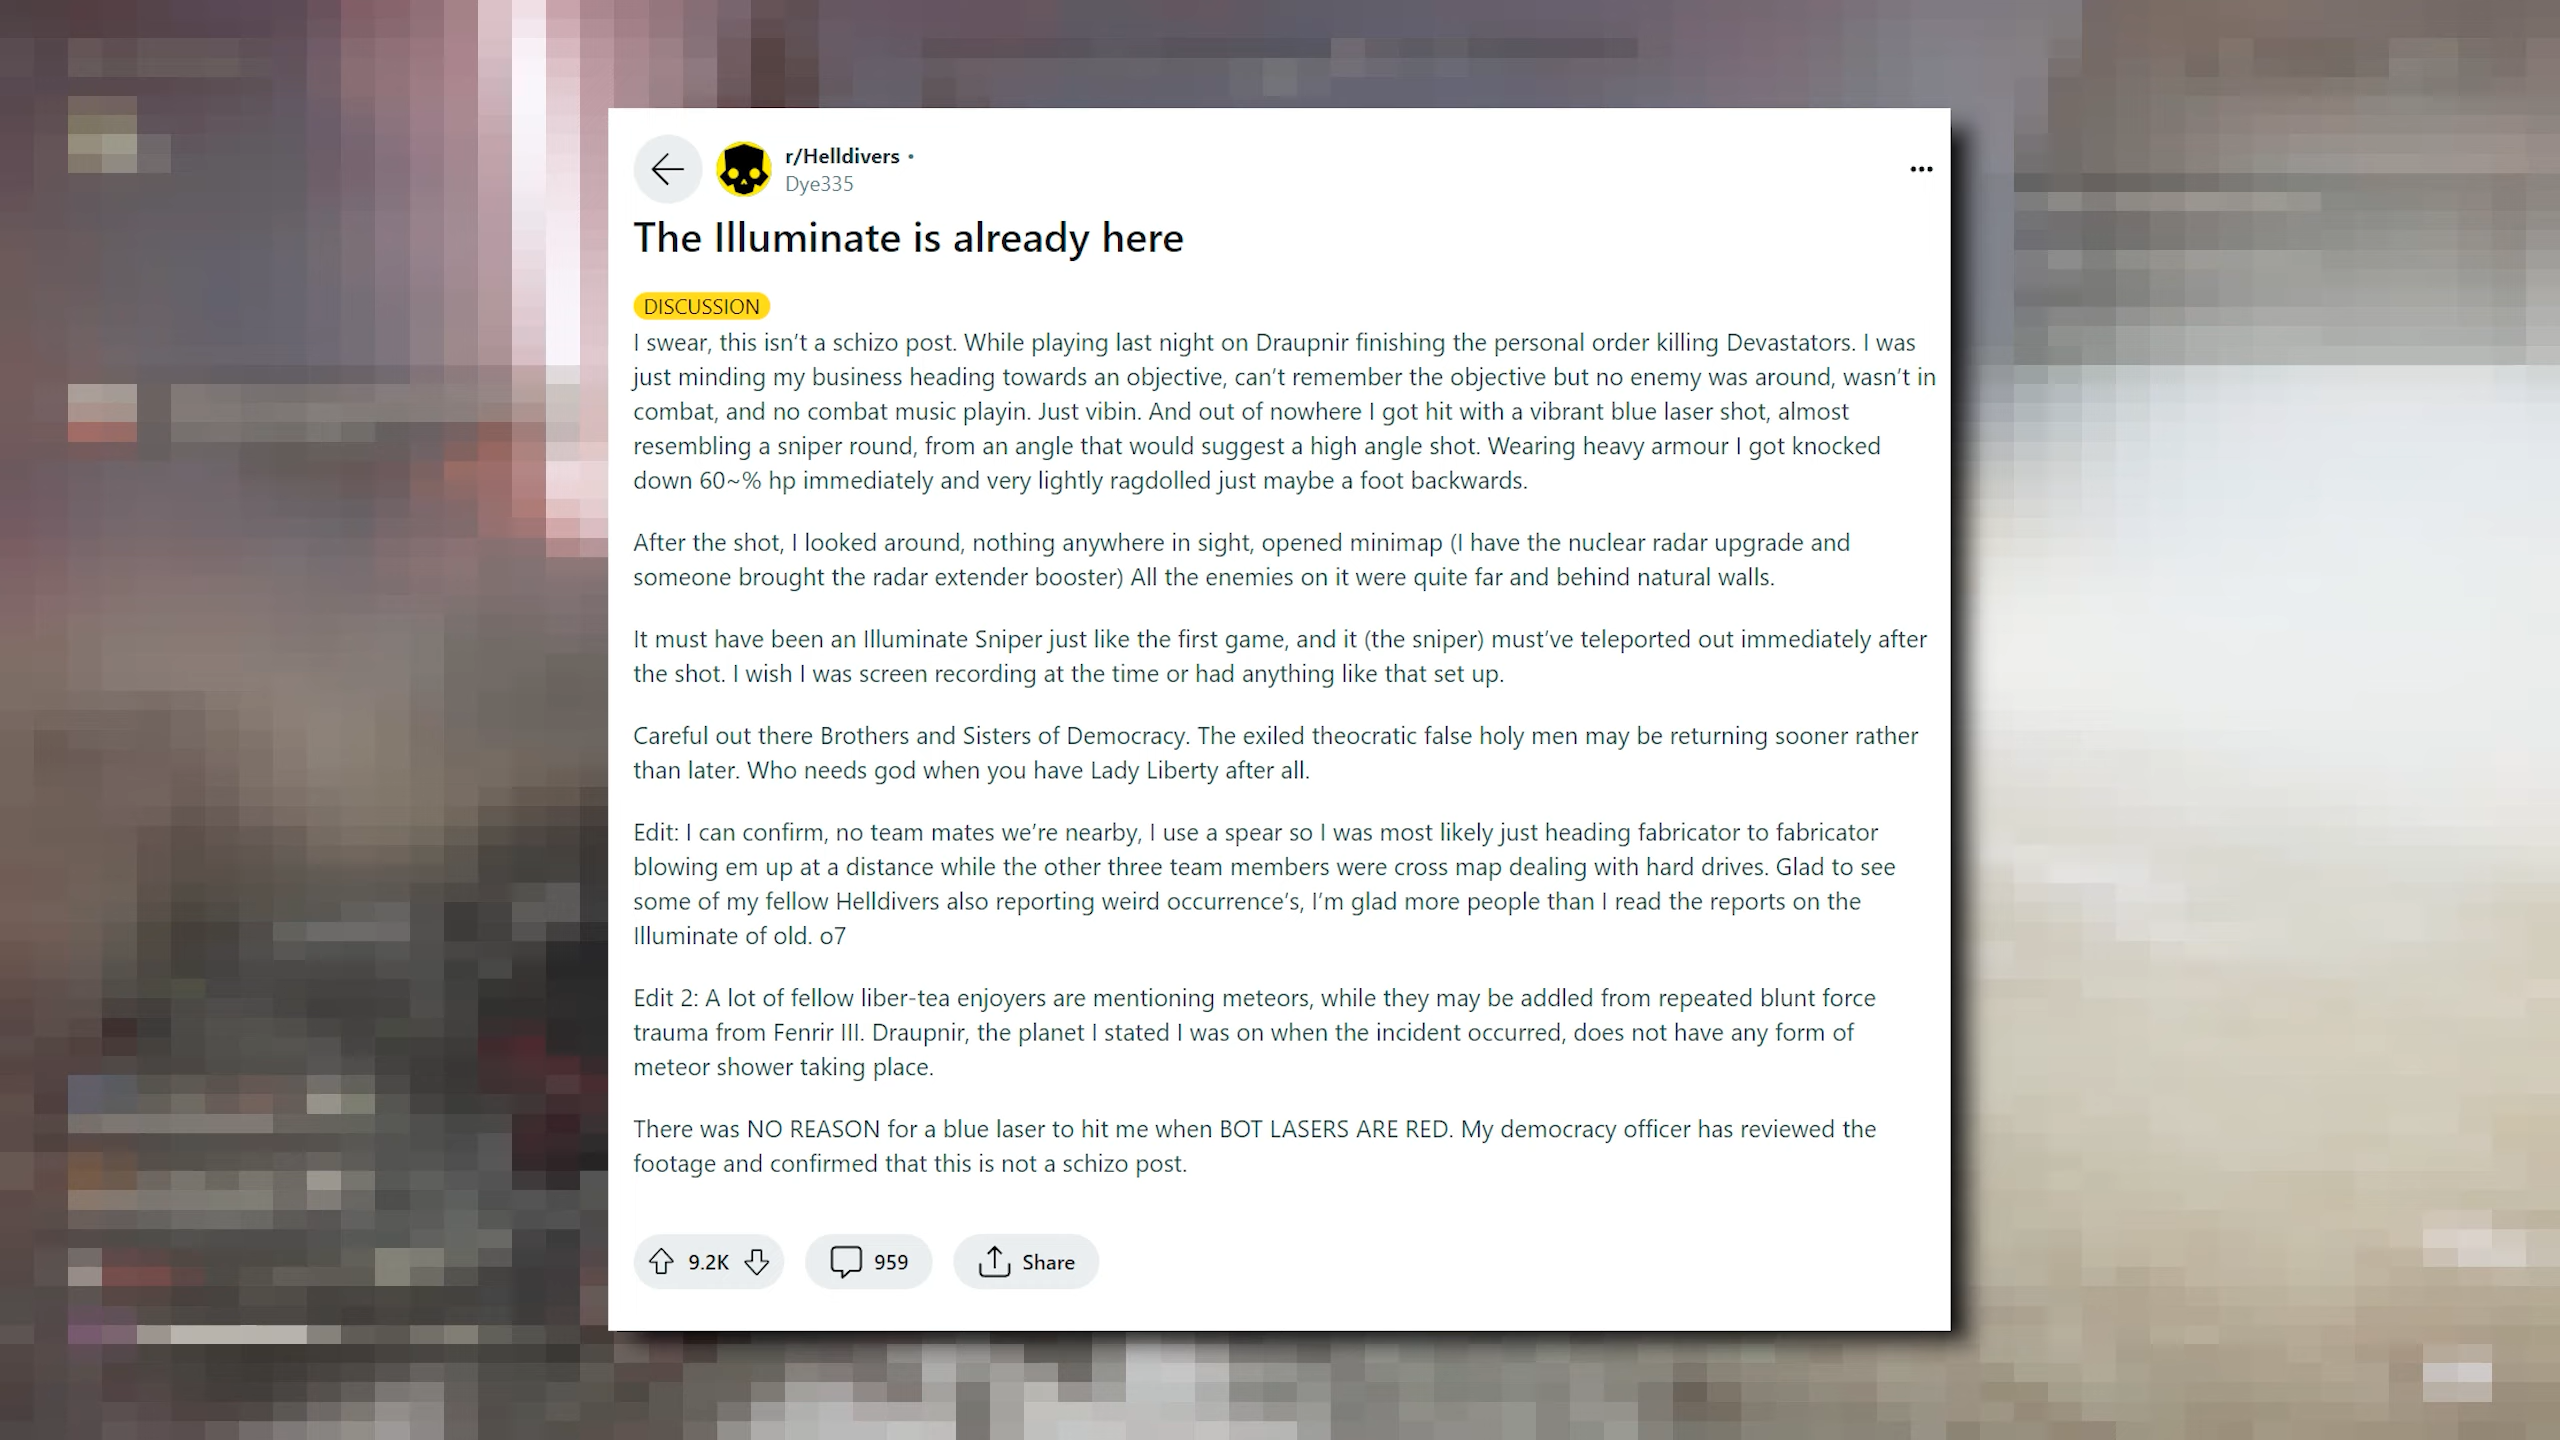 r/Helldivers •
Dye335
The Illuminate is already here
DISCUSSION
I swear, this isn't a schizo post. While playing last night on Draupnir finishing the personal order killing Devastators. I was
just minding my business heading towards an objective, can't remember the objective but no enemy was around, wasn't in
combat, and no combat music playin. Just vibin. And out of nowhere I got hit with a vibrant blue laser shot, almost
resembling a sniper round, from an angle that would suggest a high angle shot. Wearing heavy armour I got knocked
down 60~% hp immediately and very lightly ragdolled just maybe a foot backwards.
After the shot, I looked around, nothing anywhere in sight, opened minimap (I have the nuclear radar upgrade and
someone brought the radar extender booster) All the enemies on it were quite far and behind natural walls.
It must have been an Illuminate Sniper just like the first game, and it (the sniper) must've teleported out immediately after
the shot. I wish I was screen recording at the time or had anything like that set up.
Careful out there Brothers and Sisters of Democracy. The exiled theocratic false holy men may be returning sooner rather
than later. Who needs god when you have Lady Liberty after all.
Edit: I can confirm, no team mates we're nearby, I use a spear so I was most likely just heading fabricator to fabricator
blowing em up at a distance while the other three team members were cross map dealing with hard drives. Glad to see
some of my fellow Helldivers also reporting weird occurrence's, I'm glad more people than I read the reports on the
Illuminate of old. o7
Edit 2: A lot of fellow liber-tea enjoyers are mentioning meteors, while they may be addled from repeated blunt force
trauma from Fenrir III. Draupnir, the planet I stated I was on when the incident occurred, does not have any form of
meteor shower taking place.
There was NO REASON for a blue laser to hit me when BOT LASERS ARE RED. My democracy officer has reviewed the
footage and confirmed that this is not a schizo post.
9.2K 959 Share